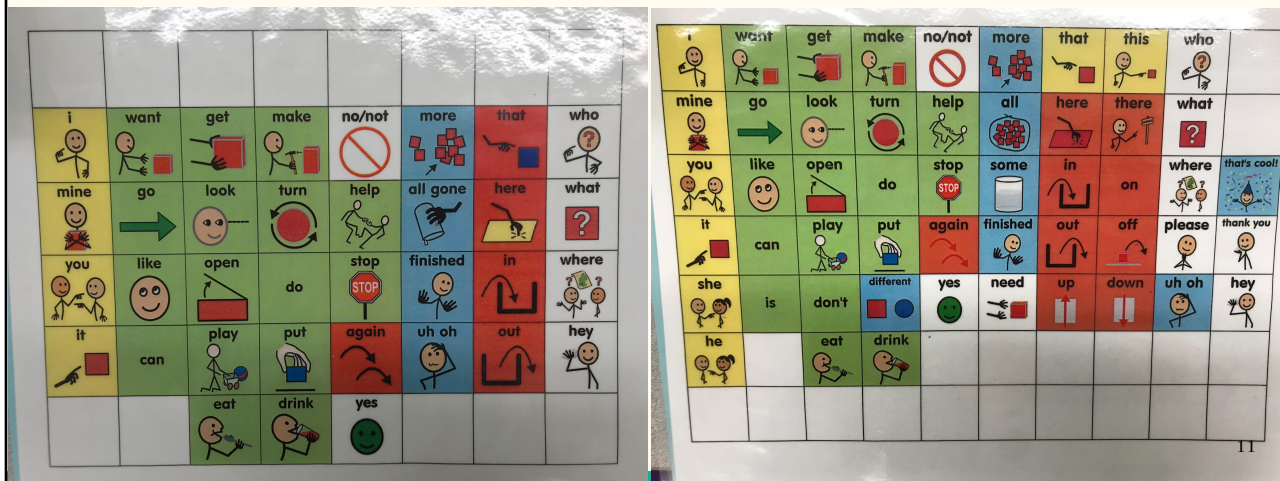 i want get make no/not more that who
mine go look turn help all gone here what
you like open do stop finished in where
STOP
it can play put again uh oh out hey
eat drink yes
i want get make no/not more that this who
mine go look turn help all here there what
you like open do stop some in on where that's cool!
STOP
it can play put again finished out off please thank you
she is don't different yes need up down uh oh hey
he eat drink
11